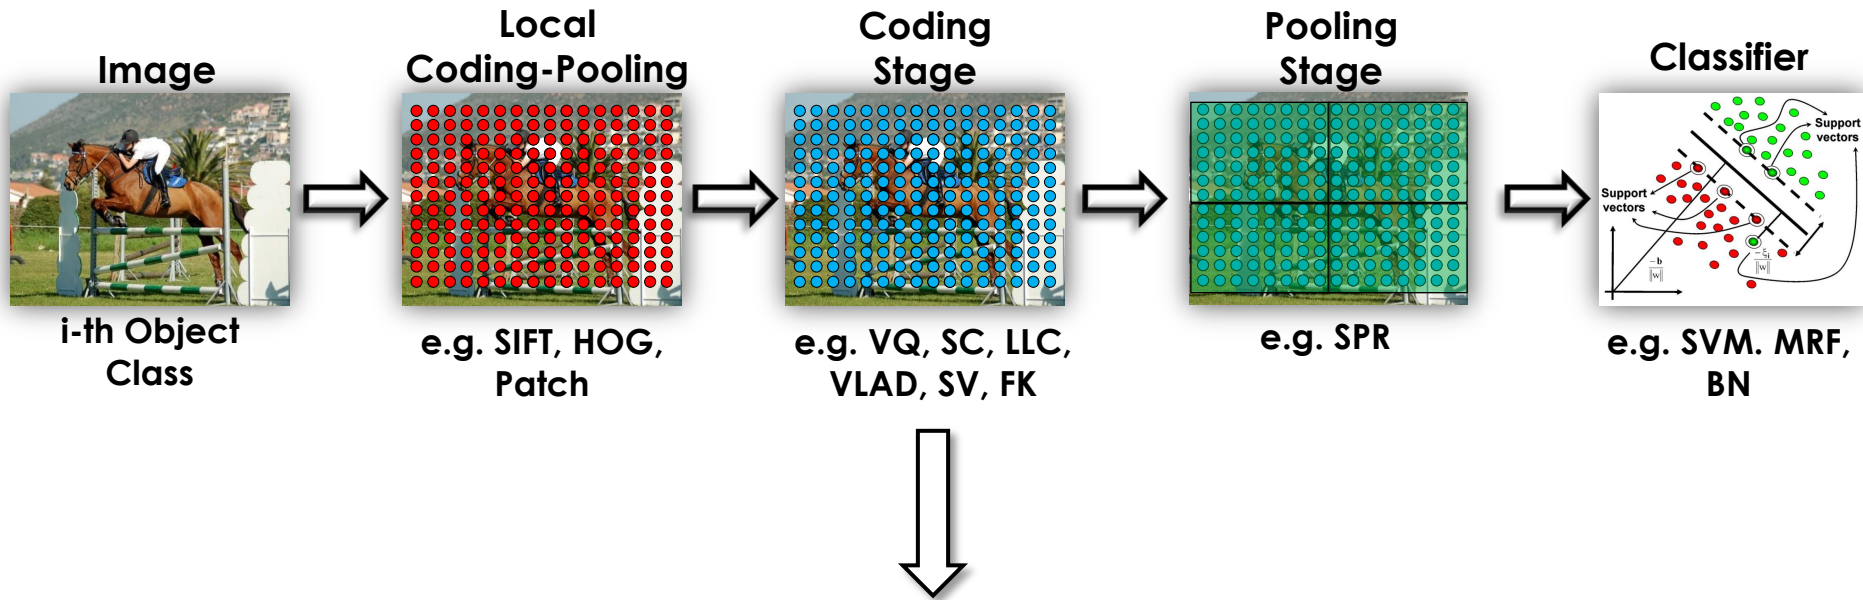 Image
i-th Object
Class
Local
Coding-Pooling
e.g. SIFT, HOG,
Patch
Coding
Stage
e.g. VQ, SC, LLC,
VLAD, SV, FK
Pooling
Stage
e.g. SPR
Classifier
Support
vectors
Support
vectors
-b
|w|
-ξi
||w||
e.g. SVM. MRF,
BN